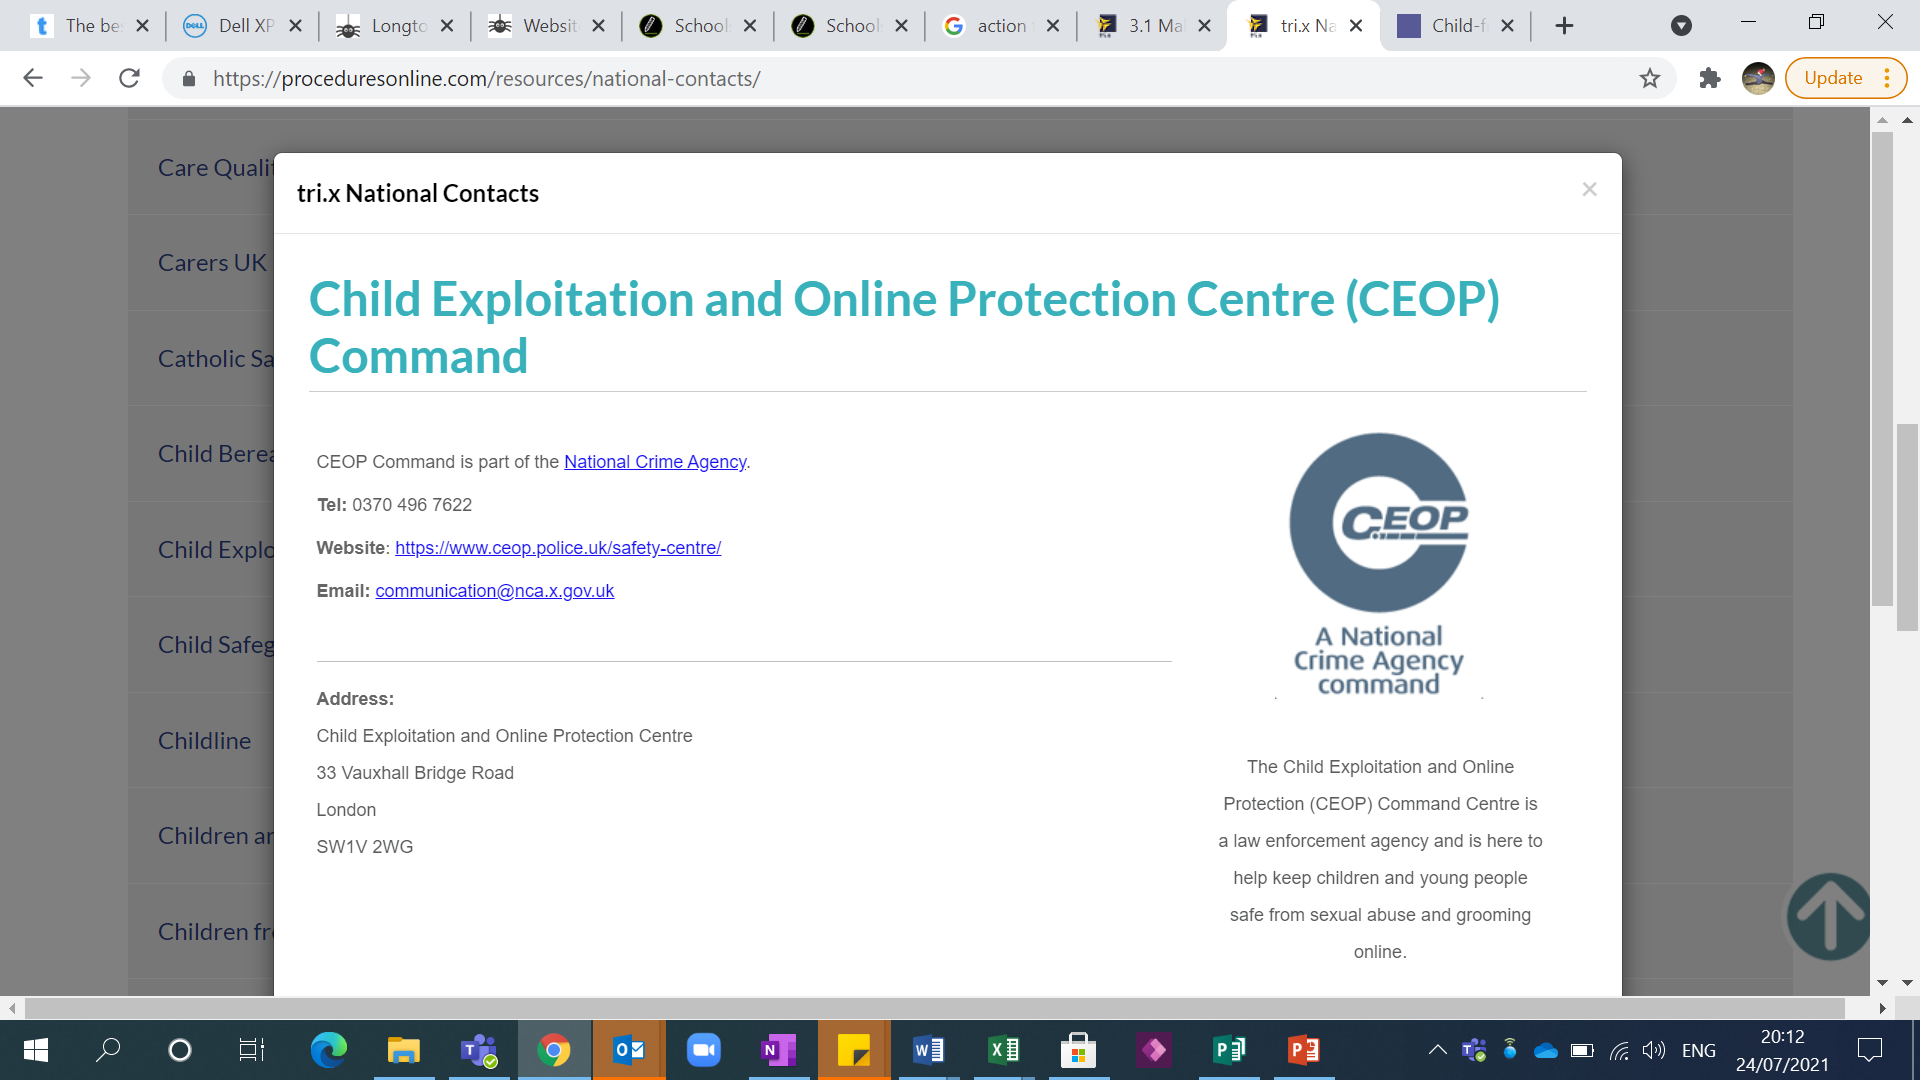 The be
Dell XP
Longto
Websit
School
School
action
3.1 Ma
tri.x Na
Child-f
https://proceduresonline.com/resources/national-contacts/
Update
Care Qualit
Carers UK
Catholic Sa
Child Berea
Child Explo
Child Safeg
Childline
Children an
Children fro
tri.x National Contacts
Child Exploitation and Online Protection Centre (CEOP)
Command
CEOP Command is part of the National Crime Agency.
Tel: 0370 496 7622
Website: https://www.ceop.police.uk/safety-centre/
Email: communication@nca.x.gov.uk
Address:
Child Exploitation and Online Protection Centre
33 Vauxhall Bridge Road
London
SW1V 2WG
CEOP
A National
Crime Agency
command
The Child Exploitation and Online
Protection (CEOP) Command Centre is
a law enforcement agency and is here to
help keep children and young people
safe from sexual abuse and grooming
online.
ENG
20:12
24/07/2021